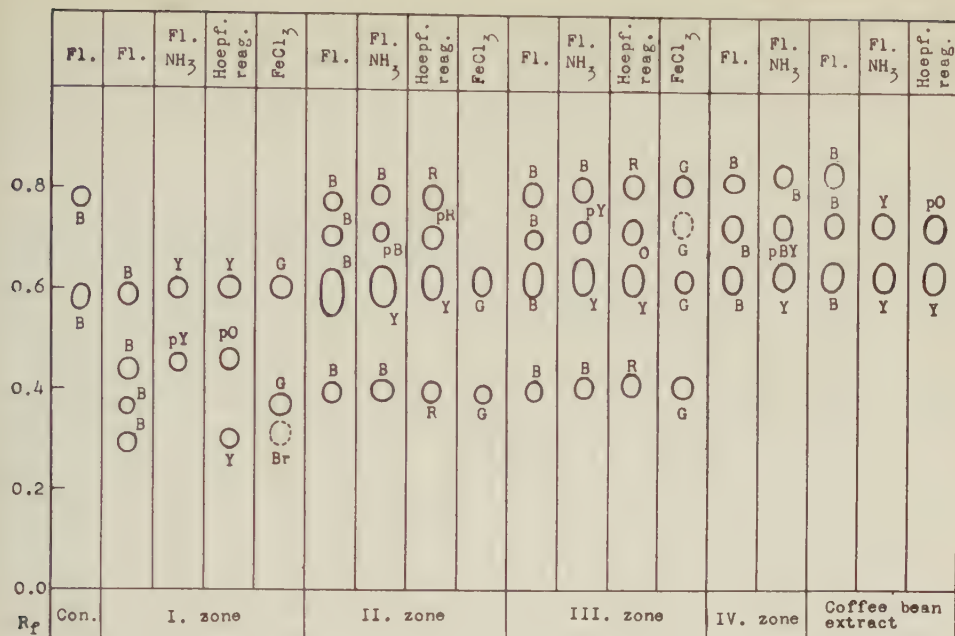 Fl. Fl. Fl. NH3 Hoepf. reag. FeCl3 Fl. Fl. NH3 Hoepf. reag. FeCl3 Fl. Fl. NH3 Hoepf. reag. FeCl3 Fl. Fl. NH3 Fl. Fl. NH3 Hoepf. reag.
B B R B B R G B B B
0.8
B B pR B pY B B pO
B pB O G B pBY
0.6 B Y Y G
B Y Y G B Y Y G B Y B Y Y
B pY pO
B B B B R
0.4 B G
B R G G
Y Br
0.2
0.0
Rf Con. I. zone II. zone III. zone IV. zone Coffee bean extract